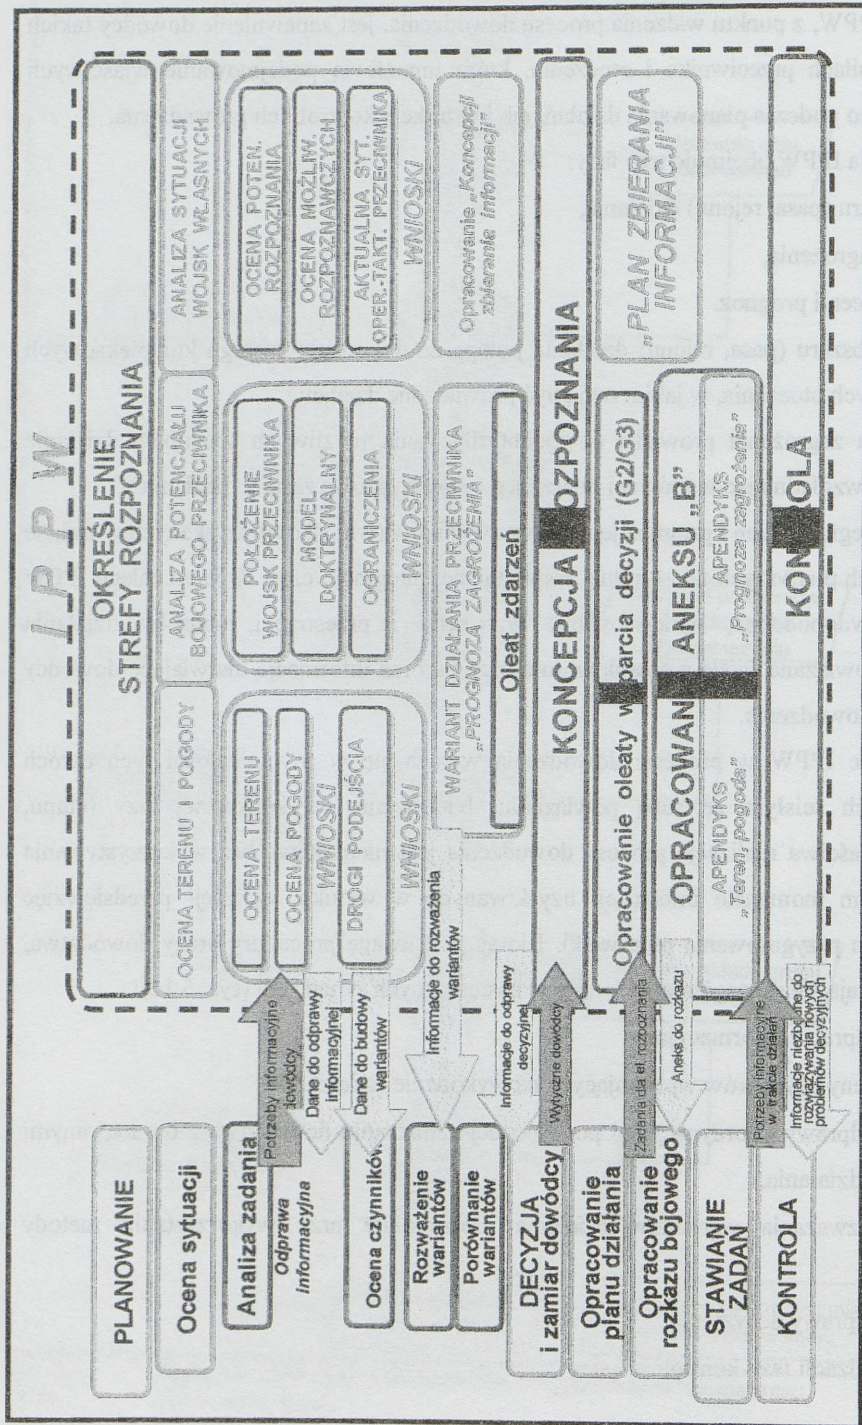 IPPW
PLANOWANIE
Ocena sytuacji
Analiza zadania
Odprawa
informacyjna
Ocena czynników
Rozważenie
wariantów
Porównanie
wariantów
DECYZJA
i zamiar dowódcy
Opracowanie
planu działania
Opracowanie
rozkazu bojowego
STAWIANIE
ZADAŃ
KONTROLA
Potrzeby informacyjne
dowódcy
Dane do odprawy
informacyjnej
Dane do budowy
wariantów
Informacje do rozważenia
wariantów
Informacje do odprawy
decyzyjnej
Wytyczne dowódcy
Zadania dla el. rozpoznania
Aneks do rozkazu
Potrzeby informacyjne
w trakcie działań
Informacje niezbędne do
rozwiązywania nowych
problemów decyzyjnych
OKREŚLENIE
STREFY ROZPOZNANIA
OCENA TERENU POGODY
ANALIZA POTENCJAŁU
BOJOWEGO PRZECIWNIKA
ANALIZA SYTUACJI
WOJSK WŁASNYCH
OCENA TERENU
OCENA POGODY
WNIOSKI
DROGI PODEJŚCIA
WNIOSKI
POŁOŻENIE
WOJSK PRZECIWNIKA
MODEL
DOKTRYNALNY
OGRANICZENIA
WNIOSKI
OCENA POTEN.
ROZPOZNANIA
OCENA MOŻLIW.
ROZPOZNAWCZYCH
AKTUALNA SYT.
OPER.-TAKT. PRZECIWNIKA
WNIOSKI
WARIANT DZIAŁANIA PRZECIWNIKA
„PROGNOZA ZAGROŻENIA”
Oleat zdarzeń
Opracowanie „Koncepcji
zbierania informacji”
KONCEPCJA OZPOZNANIA
Opracowanie oleaty w parcia decyzji (G2/G3)
OPRACOWAN ANEKSU „B”
APENDYKS
„Teren, pogoda”
APENDYKS
„Prognoza zagrożenia”
„PLAN ZBIERANIA
INFORMACJI”
KON OLA